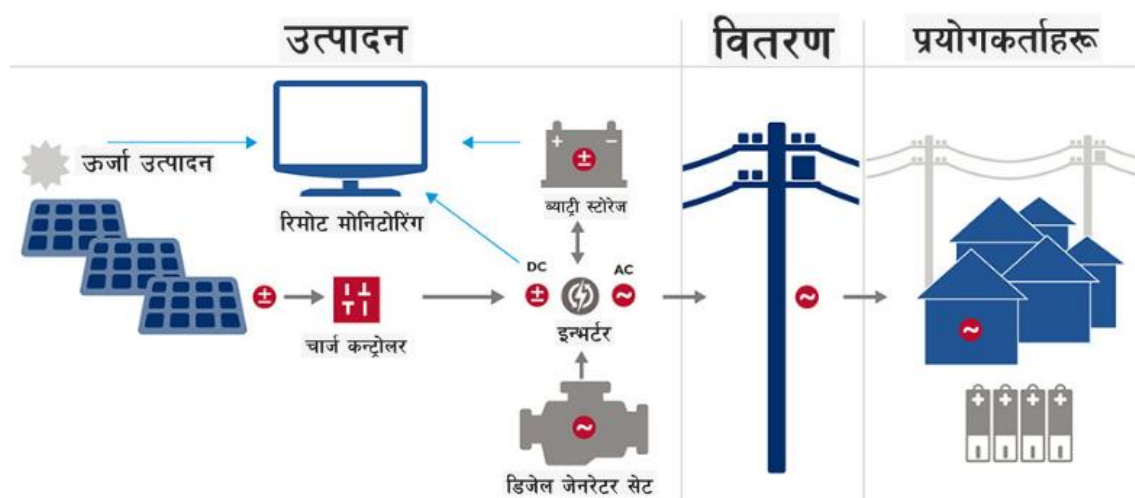 उत्पादन
वितरण
प्रयोगकर्ताहरू
ऊर्जा उत्पादन
रिमोट मोनिटोरिंग
ब्याट्री स्टोरेज
DC
AC
चार्ज कन्ट्रोलर
इन्भर्टर
डिजेल जेनरेटर सेट